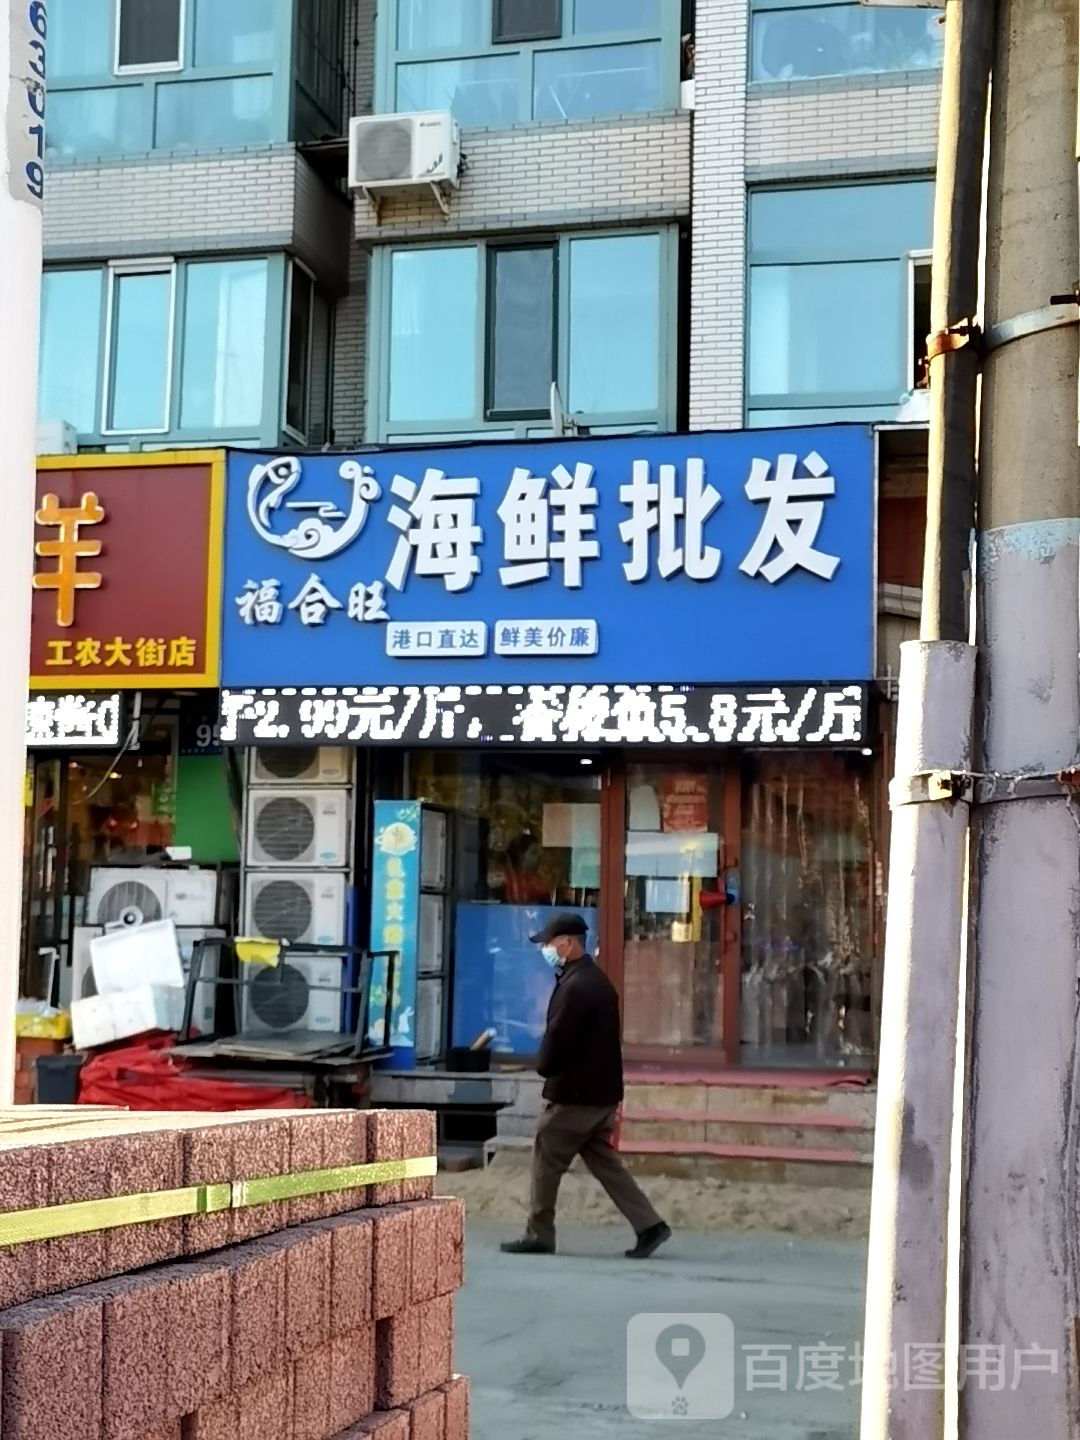 63019
羊
工农大街店
福合旺
海鲜批发
港口直达 鲜美价廉
2.99元/斤， 5.8元/斤
百度地图用户